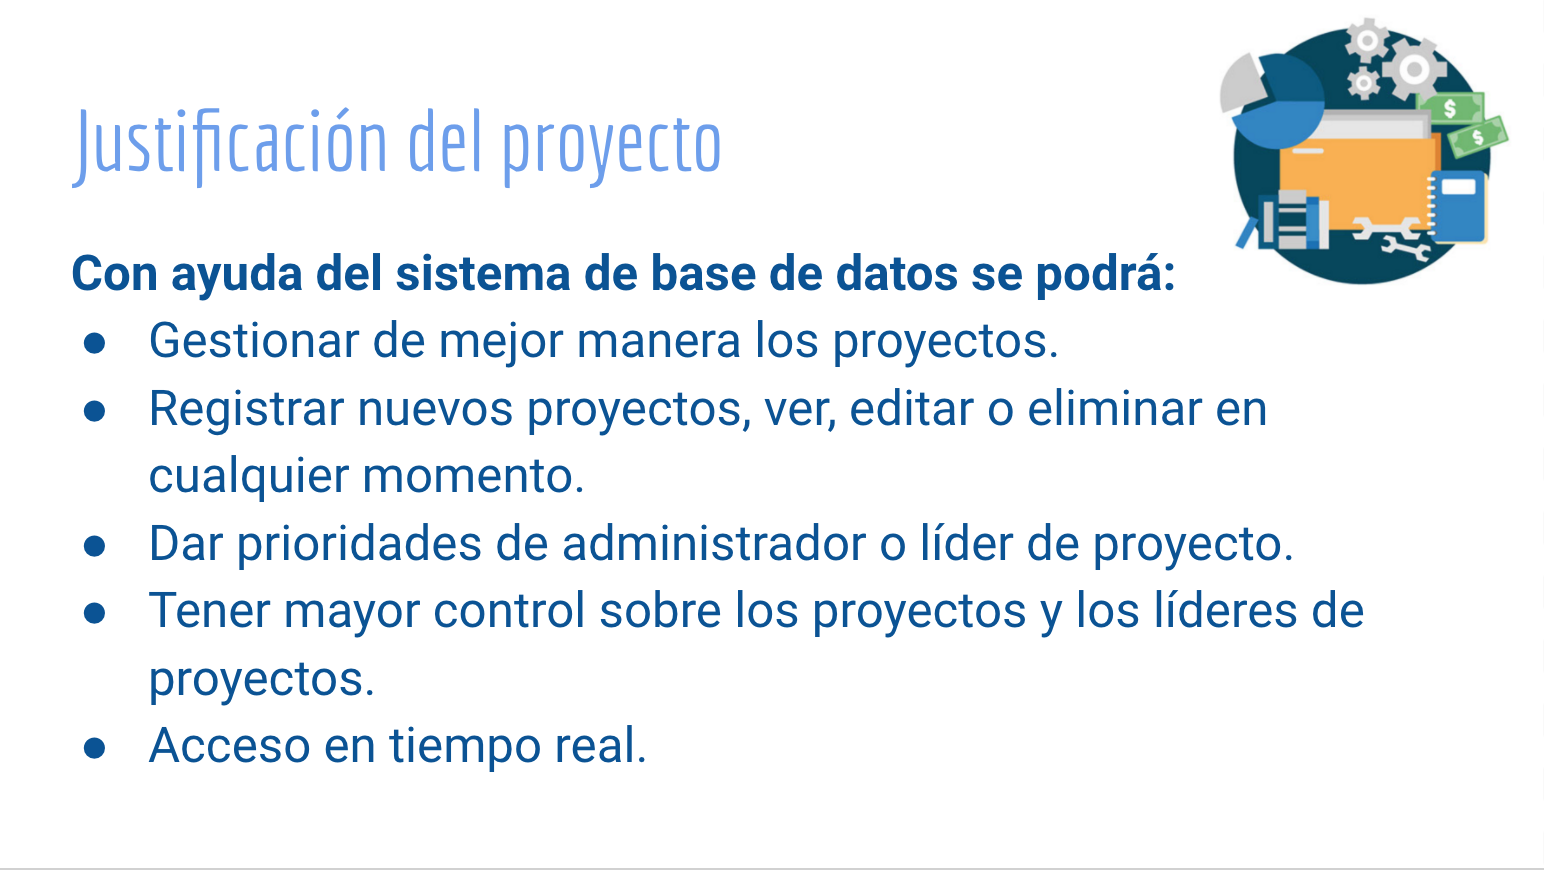 Justificación del proyecto
Con ayuda del sistema de base de datos se podrá:
● Gestionar de mejor manera los proyectos.
● Registrar nuevos proyectos, ver, editar o eliminar en
cualquier momento.
● Dar prioridades de administrador o líder de proyecto.
● Tener mayor control sobre los proyectos y los líderes de
proyectos.
● Acceso en tiempo real.
$
$